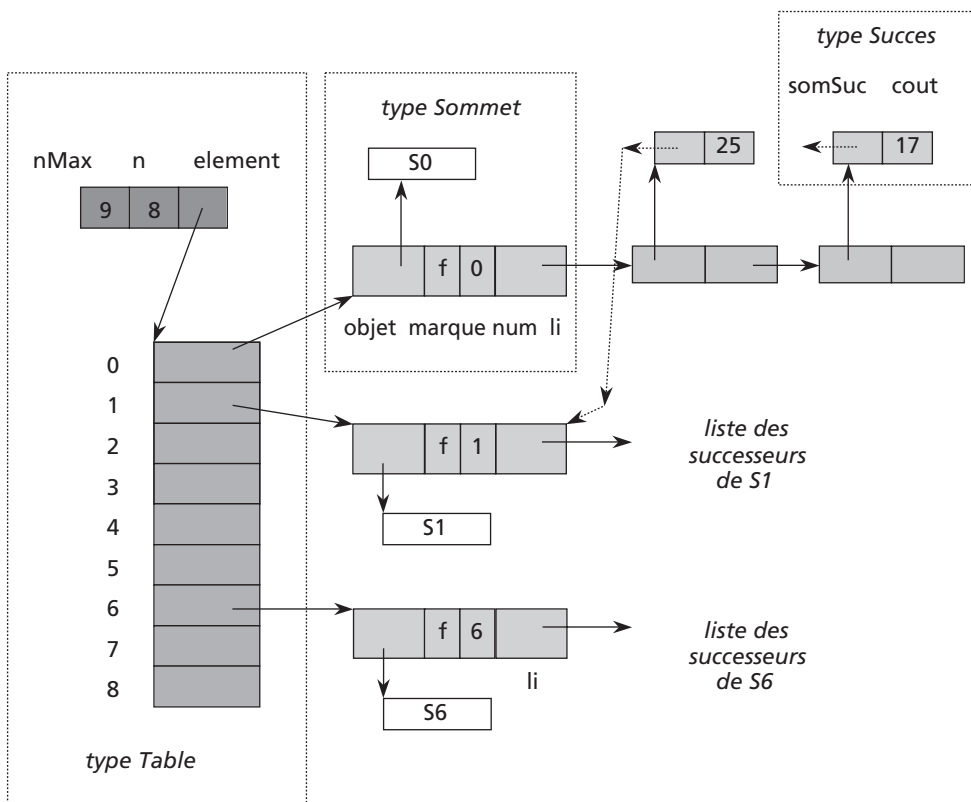 type Succes
somSuc cout
type Sommet
25
17
nMax n element
S0
9 8
f 0
objet marque num li
0
1
2
3
4
5
6
7
8
f 1
liste des
successeurs
de S1
S1
f 6
liste des
successeurs
de S6
li
S6
type Table